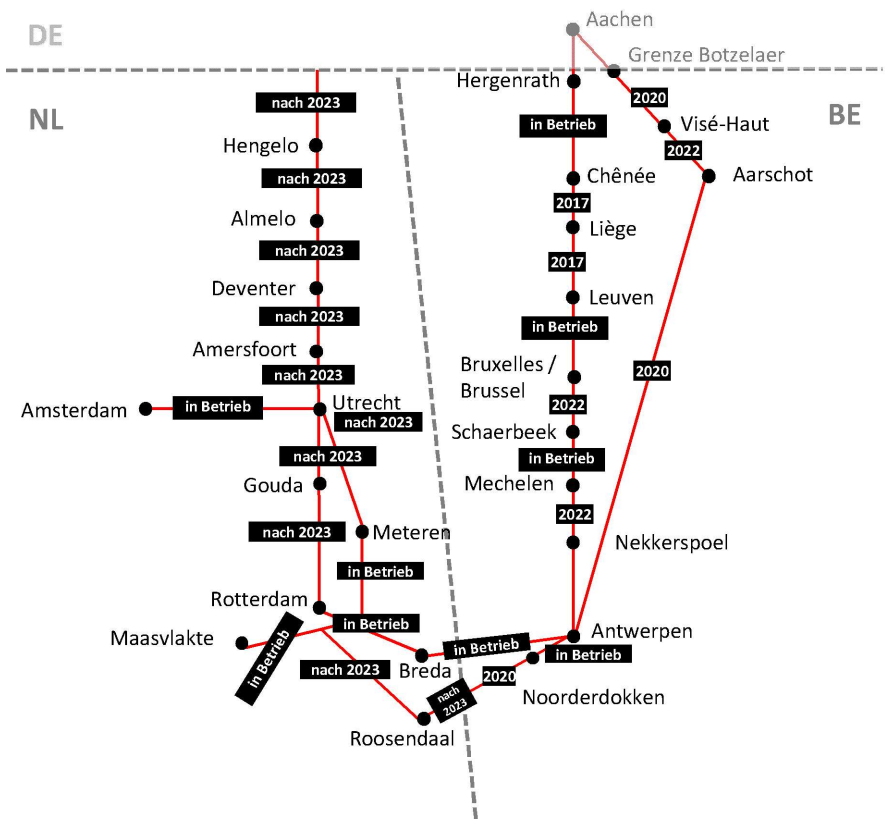 DE
Aachen
Grenze Botzelaer
Hergenrath
NL
nach 2023
2020
BE
in Betrieb
Visé-Haut
Hengelo
2022
nach 2023
Chênée
Aarschot
2017
Almelo
Liège
nach 2023
2017
Deventer
Leuven
nach 2023
in Betrieb
Amersfoort
Bruxelles /
Brussel
nach 2023
2020
Amsterdam
in Betrieb
Utrecht
nach 2023
2022
Schaerbeek
nach 2023
in Betrieb
Gouda
Mechelen
nach 2023
Meteren
2022
Nekkerspoel
in Betrieb
Rotterdam
in Betrieb
Maasvlakte
in Betrieb
Antwerpen
in Betrieb
in Betrieb
nach 2023
Breda
2020
Noorderdokken
nach
2023
Roosendaal